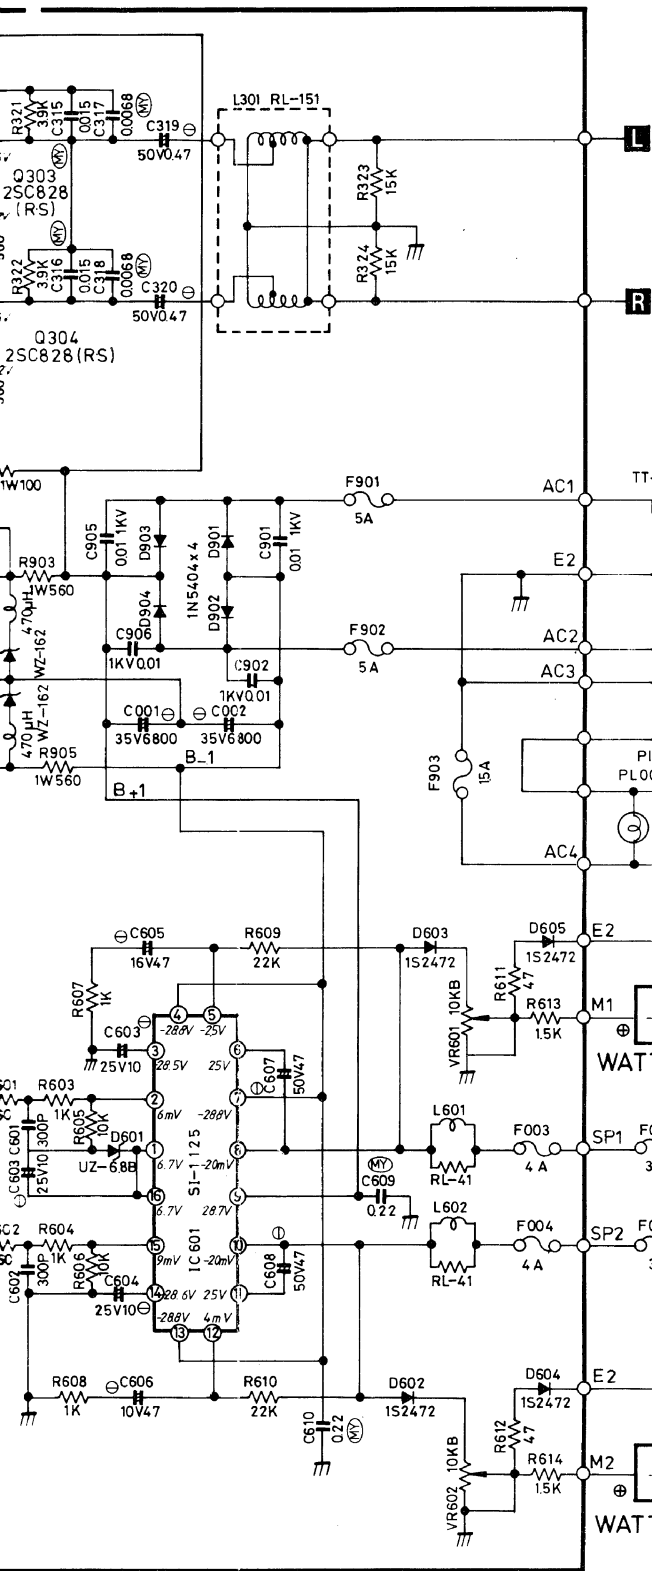 L301 RL-151
R321
3.9K
C315
0.015
C317
0.0068
MY
C319
50V0.47
L
MY
Q303
2SC828
(RS)
R323
15K
MY
R322
3.9K
C316
0.015
C318
0.0068
MY
C320
50V0.47
R324
15K
R
Q304
2SC828(RS)
1W100
F901
5A
AC1
TT-
C905
0.01 1KV
D903
D901
C901
0.01 1KV
1N5404x4
R903
1W560
D904
D902
E2
470μH
WZ-162
C906
1KV0.01
F902
5A
AC2
C902
1KV0.01
AC3
470μH
WZ-162
C001
35V6800
C002
35V6800
R905
1W560
B-1
B+1
F903
15A
PI
PL00
AC4
C605
16V47
R609
22K
D603
1S2472
D605
1S2472
E2
R607
1K
VR601 10KB
R611
47
R613
1.5K
M1
⊕
WATT
4
5
-28.8V
-25V
C603
25V10
3
28.5V
6
25V
C607
50V47
R603
1K
R605
10K
2
6mV
7
-28.8V
C601
300P
D601
UZ-6.8B
1
6.7V
8
-20mV
L601
RL-41
F003
4A
SP1
C603
25V10
16
6.7V
9
28.7V
MY
C609
0.22
SI-1125
IC601
R604
1K
R606
10K
15
9mV
10
-20mV
C608
50V47
L602
RL-41
F004
4A
SP2
C602
300P
C604
25V10
14
-28.6V
11
25V
-28.8V
4mV
13
12
R608
1K
C606
10V47
R610
22K
D602
1S2472
D604
1S2472
E2
C610
0.22
MY
VR602 10KB
R612
47
R614
1.5K
M2
⊕
WATT